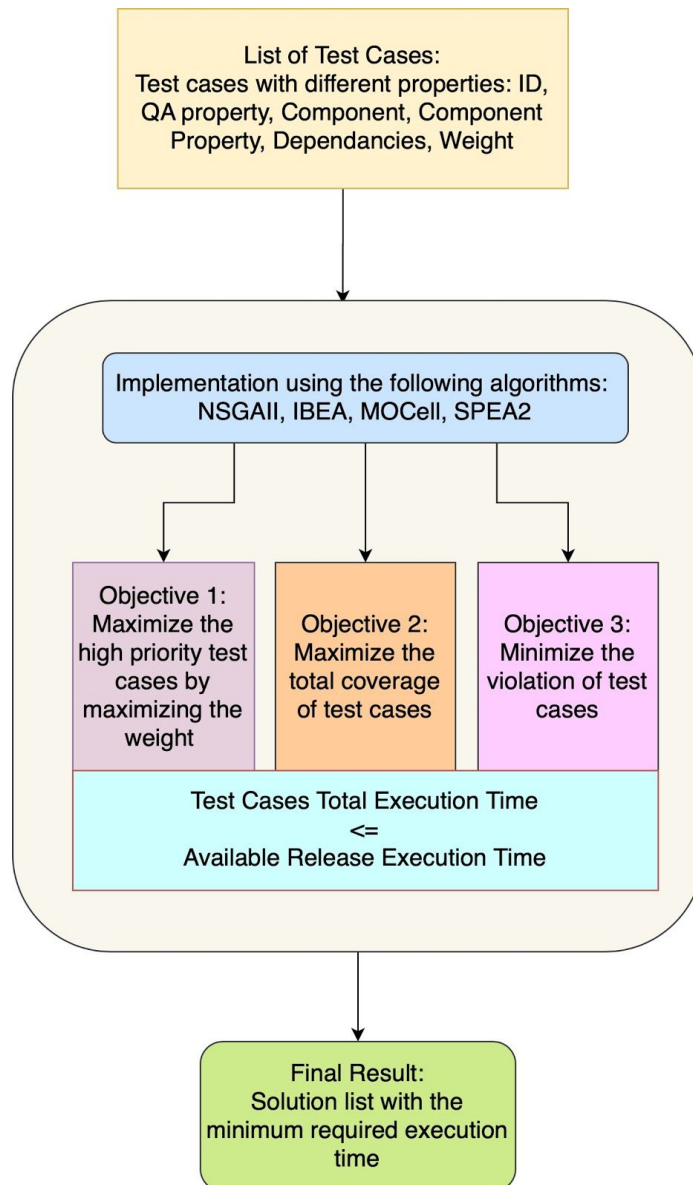 List of Test Cases:
Test cases with different properties: ID,
QA property, Component, Component
Property, Dependancies, Weight
Implementation using the following algorithms:
NSGAII, IBEA, MOCell, SPEA2
Objective 1:
Maximize the
high priority test
cases by
maximizing the
weight
Objective 2:
Maximize the
total coverage
of test cases
Objective 3:
Minimize the
violation of test
cases
Test Cases Total Execution Time
<=
Available Release Execution Time
Final Result:
Solution list with the
minimum required execution
time